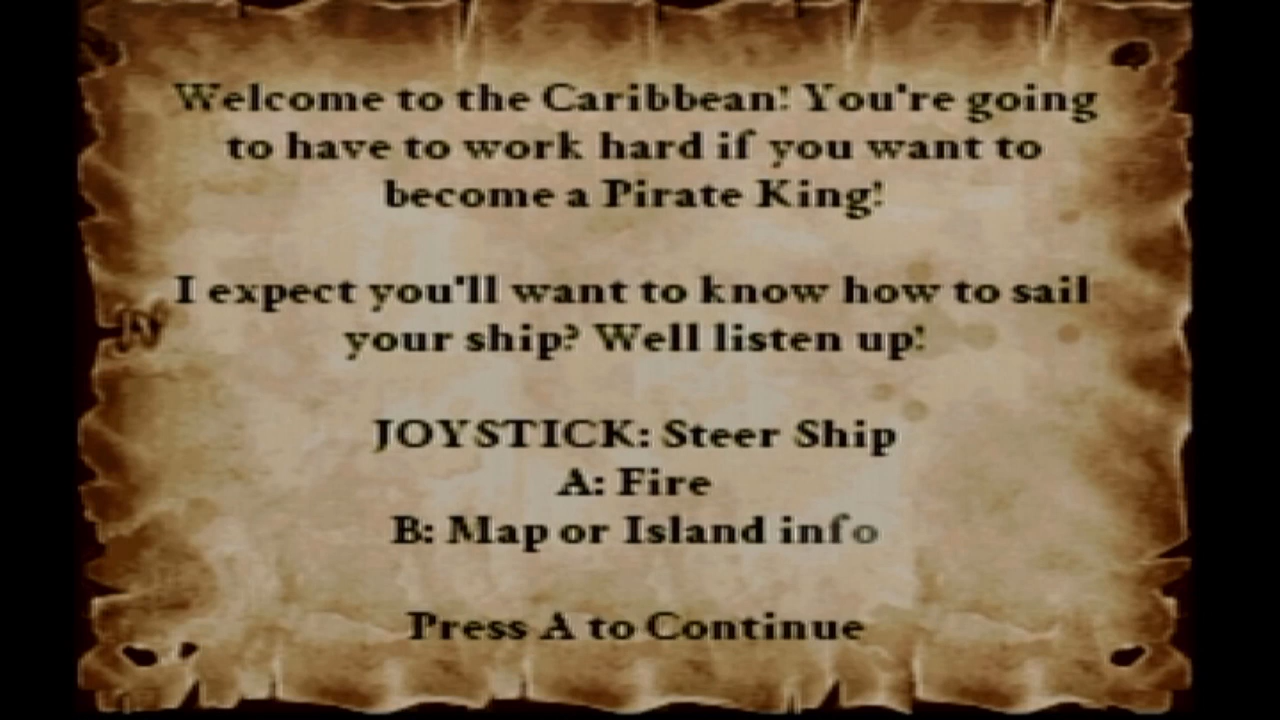 Welcome to the Caribbean! You're going
to have to work hard if you want to
become a Pirate King!
I expect you'll want to know how to sail
your ship? Well listen up!
JOYSTICK: Steer Ship
A: Fire
B: Map or Island info
Press A to Continue